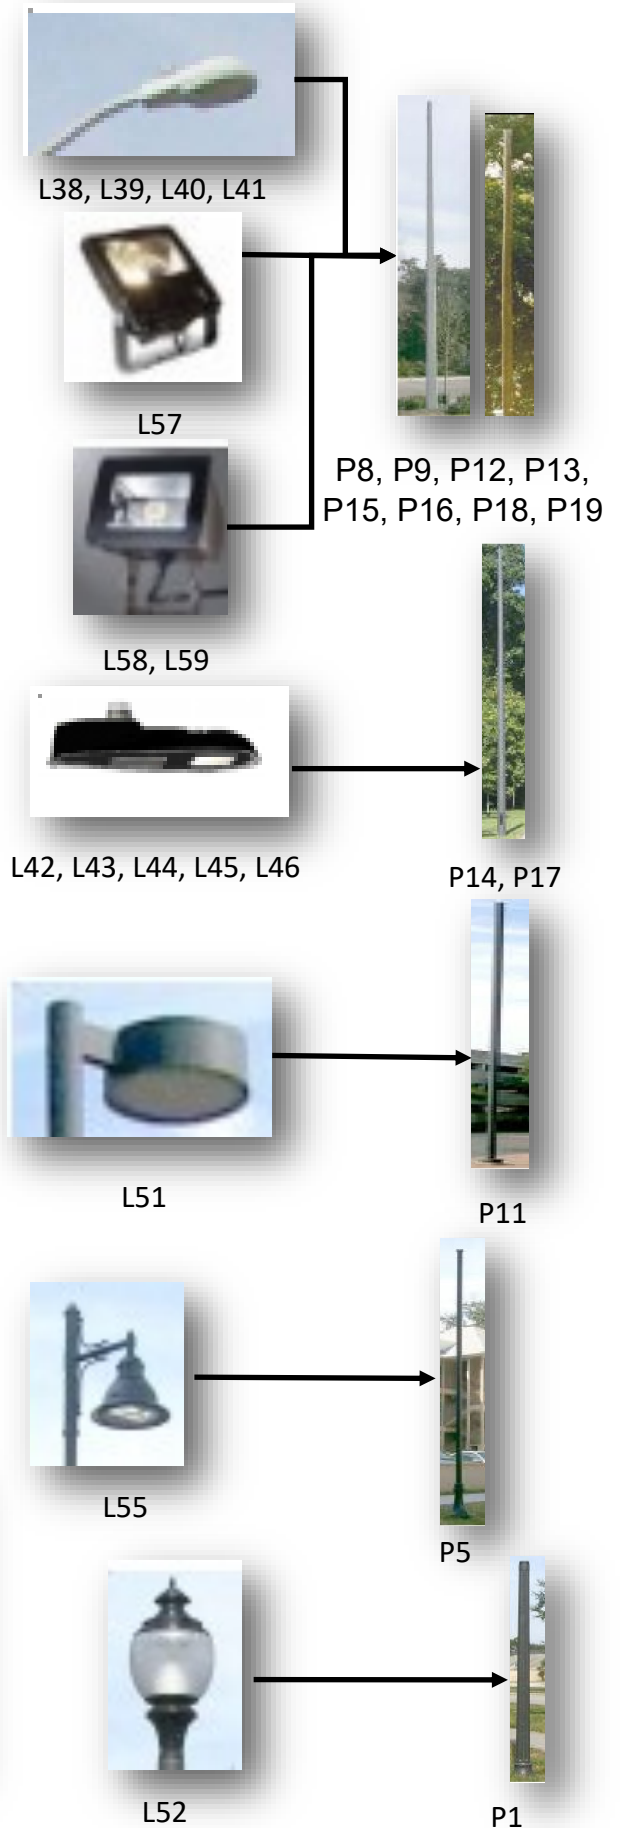 L38, L39, L40, L41
L57
P8, P9, P12, P13,
P15, P16, P18, P19
L58, L59
L42, L43, L44, L45, L46
P14, P17
L51
P11
L55
P5
L52
P1